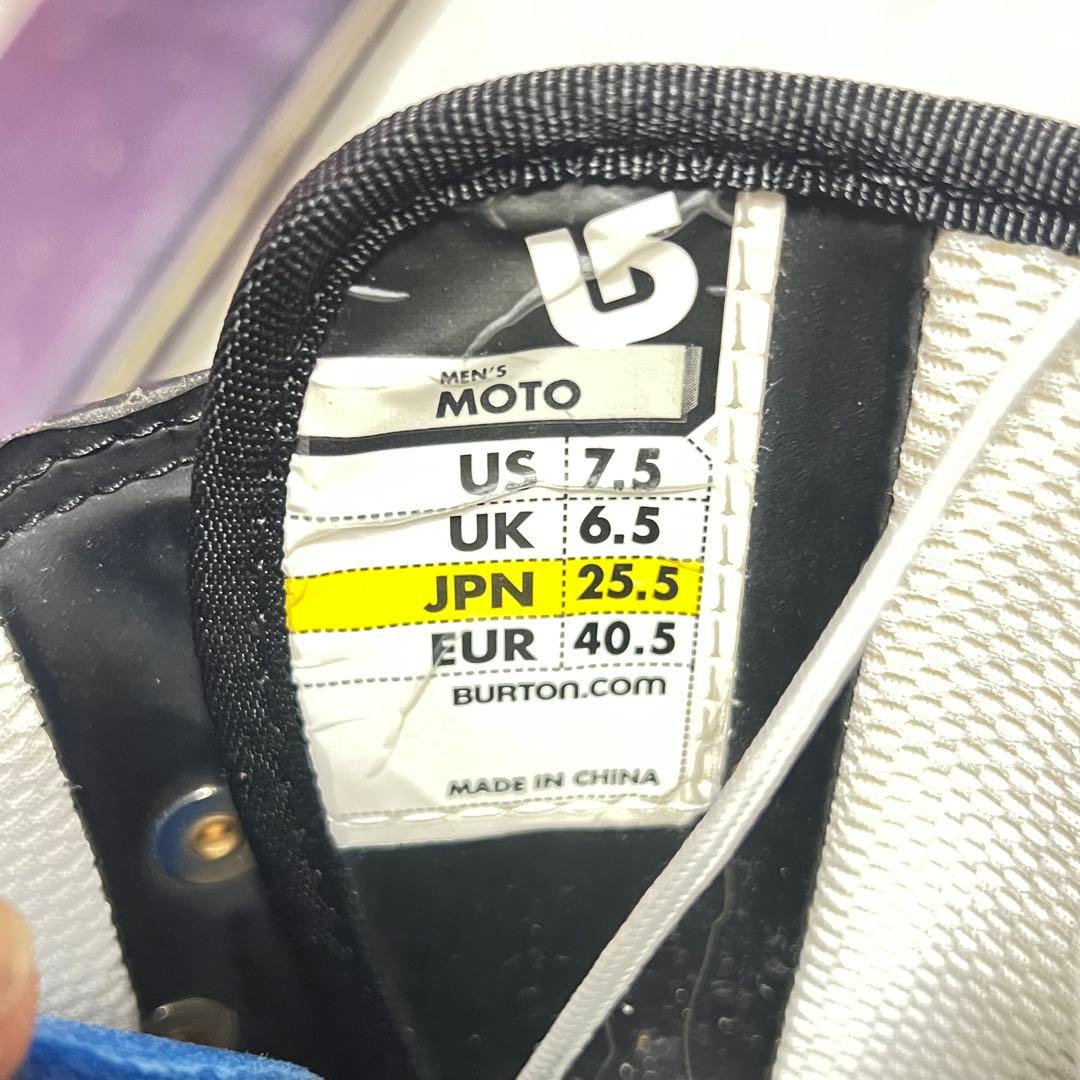 MEN'S
MOTO
US 7.5
UK 6.5
JPN 25.5
EUR 40.5
BURTON.COM
MADE IN CHINA